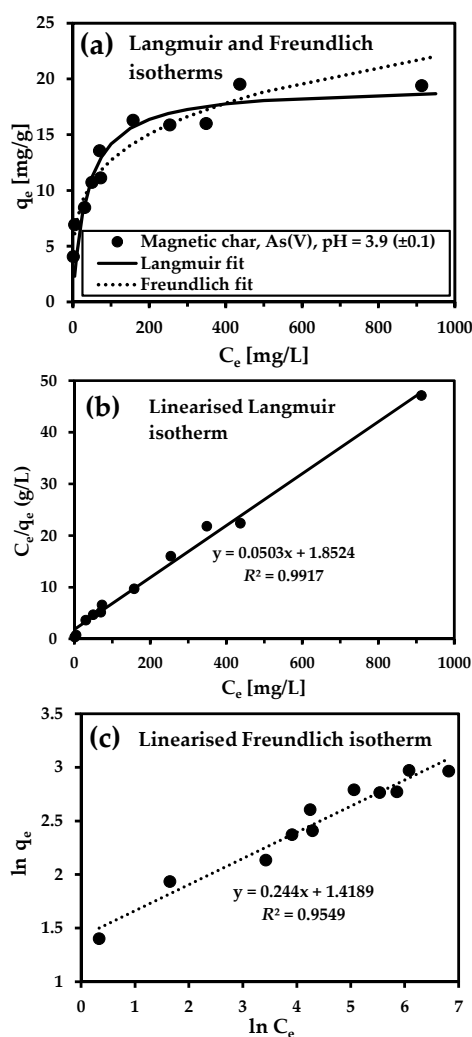 (a) Langmuir and Freundlich
isotherms
25
20
15
10
5
0
qe [mg/g]
Magnetic char, As(V), pH = 3.9 (±0.1)
Langmuir fit
Freundlich fit
0 200 400 600 800 1000
Ce [mg/L]
(b) Linearised Langmuir
isotherm
50
40
30
20
10
0
Ce/qe (g/L)
y = 0.0503x + 1.8524
R² = 0.9917
0 200 400 600 800 1000
Ce [mg/L]
(c) Linearised Freundlich isotherm
3.5
3
2.5
2
1.5
1
ln qe
y = 0.244x + 1.4189
R² = 0.9549
0 1 2 3 4 5 6 7
ln Ce